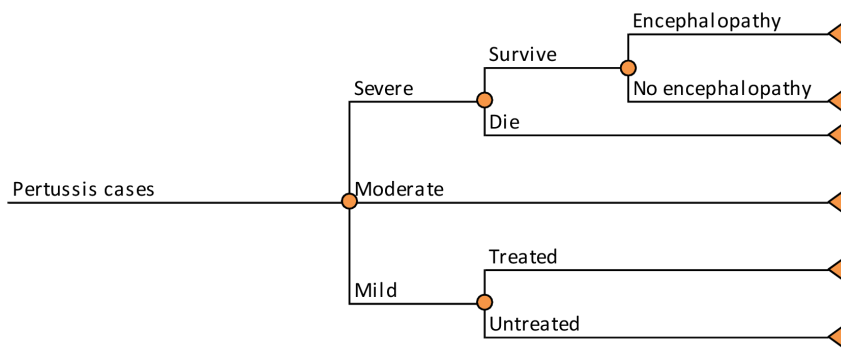 Encephalopathy
Survive
Severe
No encephalopathy
Die
Pertussis cases
Moderate
Treated
Mild
Untreated